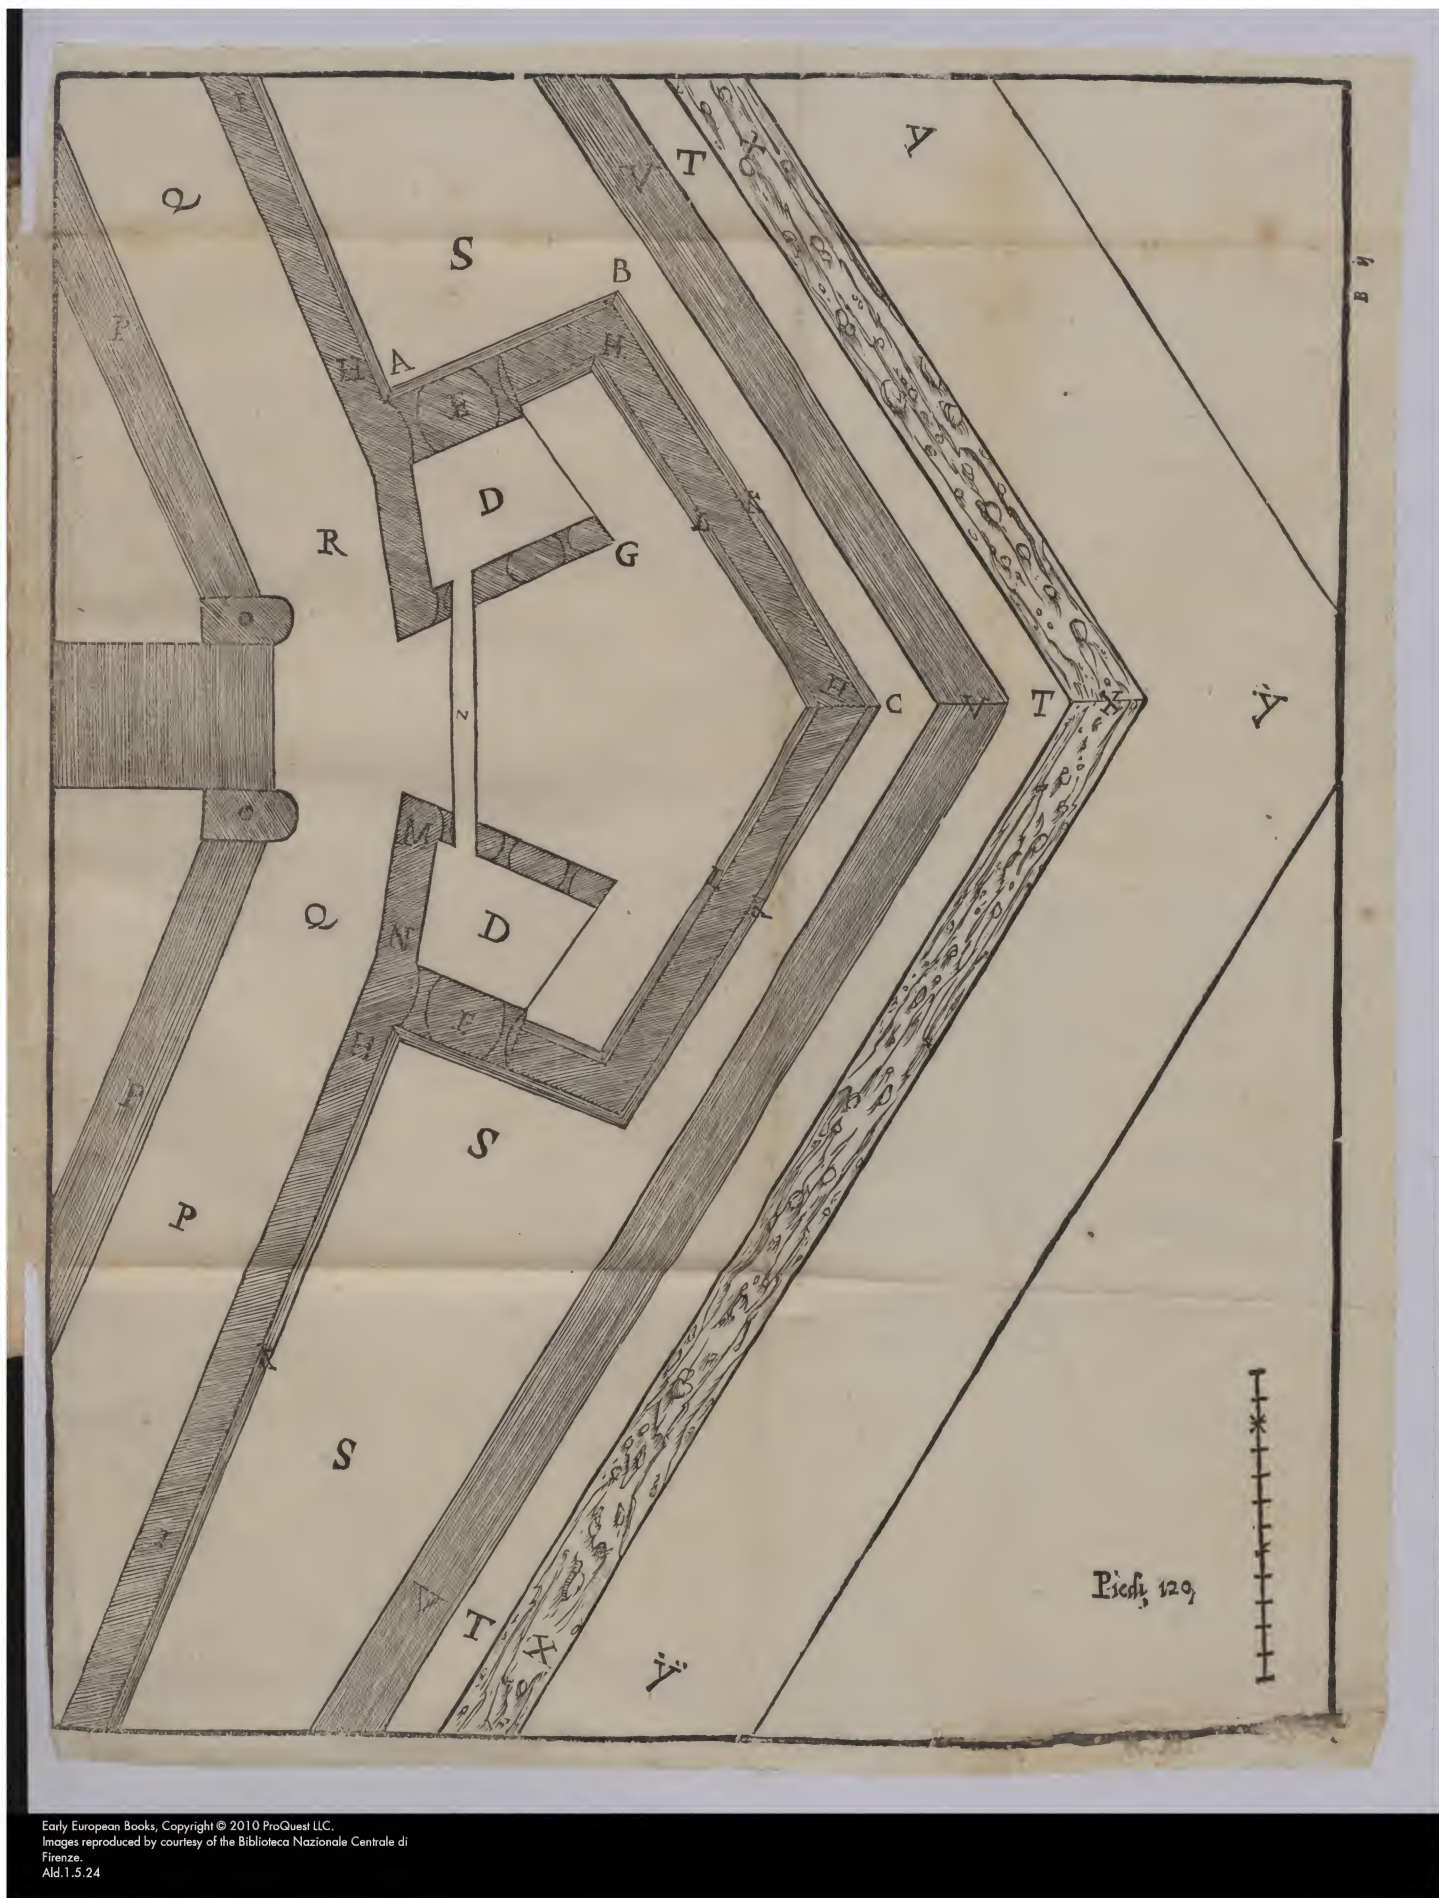 Q
S
V
T
X
Y
B
P
A
H
H
E
D
R
G
O
N
H
C
V
T
X
Y
O
M
Q
D
N
F
H
P
S
P
R
S
V
T
X
Y
Piedi 120,
B ij
Early European Books, Copyright © 2010 ProQuest LLC.
Images reproduced by courtesy of the Biblioteca Nazionale Centrale di
Firenze.
Ald.1.5.24